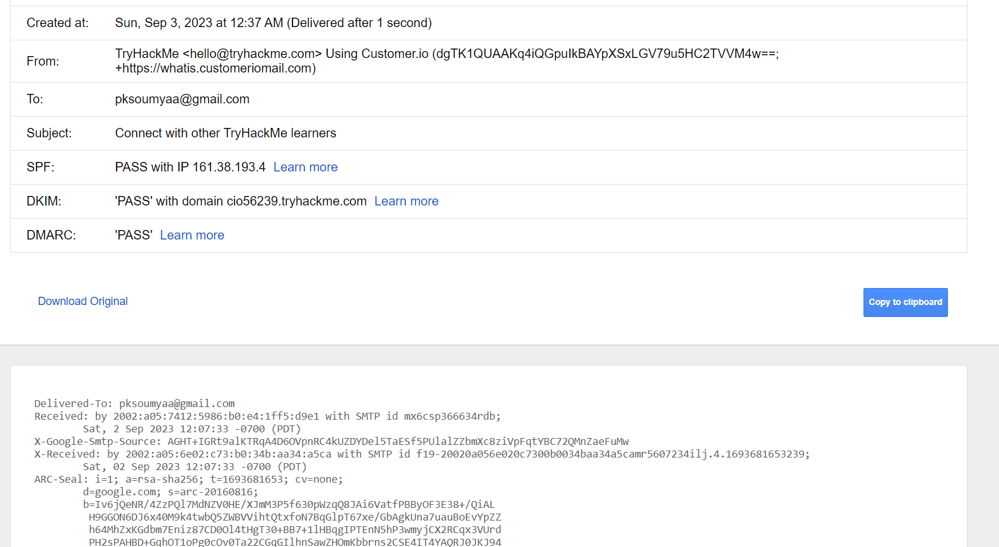 Created at: Sun, Sep 3, 2023 at 12:37 AM (Delivered after 1 second)
From: TryHackMe <hello@tryhackme.com> Using Customer.io (dgTK1QUAAKq4iQGpuIkBAYpXSxLGV79u5HC2TVVM4w==;
+https://whatis.customeriomail.com)
To: pksoumyaa@gmail.com
Subject: Connect with other TryHackMe learners
SPF: PASS with IP 161.38.193.4 Learn more
DKIM: 'PASS' with domain cio56239.tryhackme.com Learn more
DMARC: 'PASS' Learn more
Download Original Copy to clipboard
Delivered-To: pksoumyaa@gmail.com
Received: by 2002:a05:7412:5986:b0:e4:1ff5:d9e1 with SMTP id mx6csp366634rdb;
Sat, 2 Sep 2023 12:07:33 -0700 (PDT)
X-Google-Smtp-Source: AGHT+IGRt9alKTRqA4D6OVpnRC4kUZDYDel5TaESf5PUlalZZbmXc8ziVpFqtYBC72QMnZaeFuMw
X-Received: by 2002:a05:6e02:c73:b0:34b:aa34:a5ca with SMTP id f19-20020a056e020c7300b0034baa34a5camr5607234ilj.4.1693681653239;
Sat, 02 Sep 2023 12:07:33 -0700 (PDT)
ARC-Seal: i=1; a=rsa-sha256; t=1693681653; cv=none;
d=google.com; s=arc-20160816;
b=Iv6jQeNR/4ZzPQl7MdNZV0HE/XJmM3P5f630pWzqQ8JAi6VatfPBByOF3E38+/QiAL
H9GGON6DJ6x40M9k4twbQ5ZWBVVihtQtxfoN7BqGlpT67xe/GbAgkUna7uauBoEvYpZZ
h64MhZxKGdbm7Eniz87CD0Ol4tHgT30+BB7+1lHBqgIPTEnN5hP3wmyjCX2RCqx3VUrd
PH2sPAHBD+GqhOT1oPg0cOv0Ta22CGqGIlhnSawZHOmKbbrns2CSE4IT4YAQRJ0JKJ94